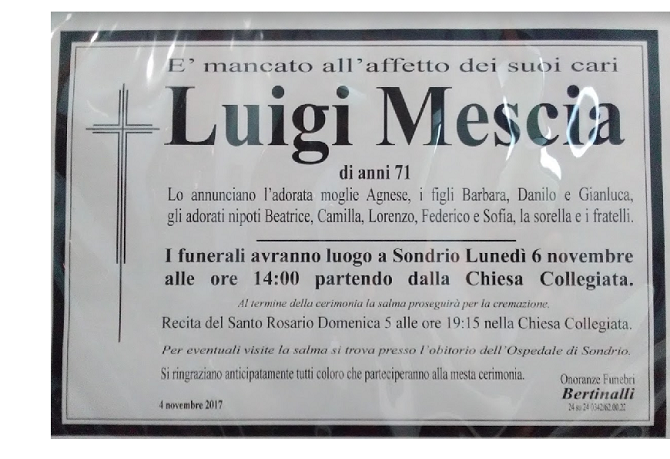 E' mancato all'affetto dei suoi cari
Luigi Mescia
di anni 71
Lo annunciano l'adorata moglie Agnese, i figli Barbara, Danilo e Gianluca,
gli adorati nipoti Beatrice, Camilla, Lorenzo, Federico e Sofia, la sorella e i fratelli.
I funerali avranno luogo a Sondrio Lunedì 6 novembre
alle ore 14:00 partendo dalla Chiesa Collegiata.
Al termine della cerimonia la salma proseguirà per la cremazione.
Recita del Santo Rosario Domenica 5 alle ore 19:15 nella Chiesa Collegiata.
Per eventuali visite la salma si trova presso l'obitorio dell'Ospedale di Sondrio.
Si ringraziano anticipatamente tutti coloro che parteciperanno alla mesta cerimonia.
Onoranze Funebri
Bertinalli
4 novembre 2017
24 su 24